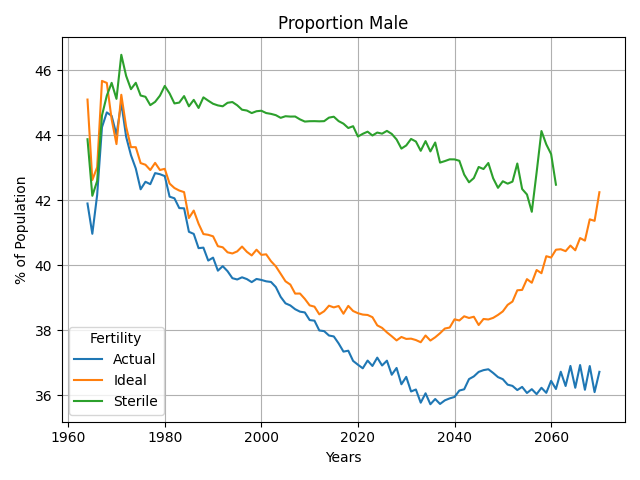 Proportion Male
% of Population
46
44
42
40
38
36
Fertility
Actual
Ideal
Sterile
1960
1980
2000
2020
2040
2060
Years